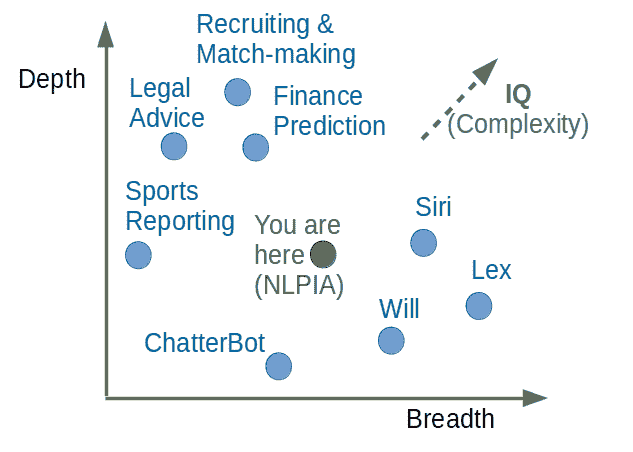 Recruiting &
Match-making
Depth
Legal
Advice
Finance
Prediction
IQ
(Complexity)
Sports
Reporting
You are
here
(NLPIA)
Siri
Lex
Will
ChatterBot
Breadth